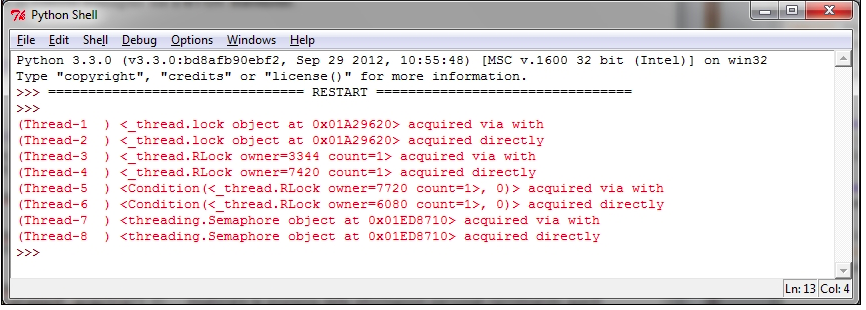 Python Shell
File Edit Shell Debug Options Windows Help
Python 3.3.0 (v3.3.0:bd8afb90ebf2, Sep 29 2012, 10:55:48) [MSC v.1600 32 bit (Intel)] on win32
Type "copyright", "credits" or "license()" for more information.
>>> ================================ RESTART ================================
>>>
(Thread-1  ) <_thread.lock object at 0x01A29620> acquired via with
(Thread-2  ) <_thread.lock object at 0x01A29620> acquired directly
(Thread-3  ) <_thread.RLock owner=3344 count=1> acquired via with
(Thread-4  ) <_thread.RLock owner=7420 count=1> acquired directly
(Thread-5  ) <Condition(<_thread.RLock owner=7720 count=1>, 0)> acquired via with
(Thread-6  ) <Condition(<_thread.RLock owner=6080 count=1>, 0)> acquired directly
(Thread-7  ) <threading.Semaphore object at 0x01ED8710> acquired via with
(Thread-8  ) <threading.Semaphore object at 0x01ED8710> acquired directly
>>>
Ln: 13 Col: 4